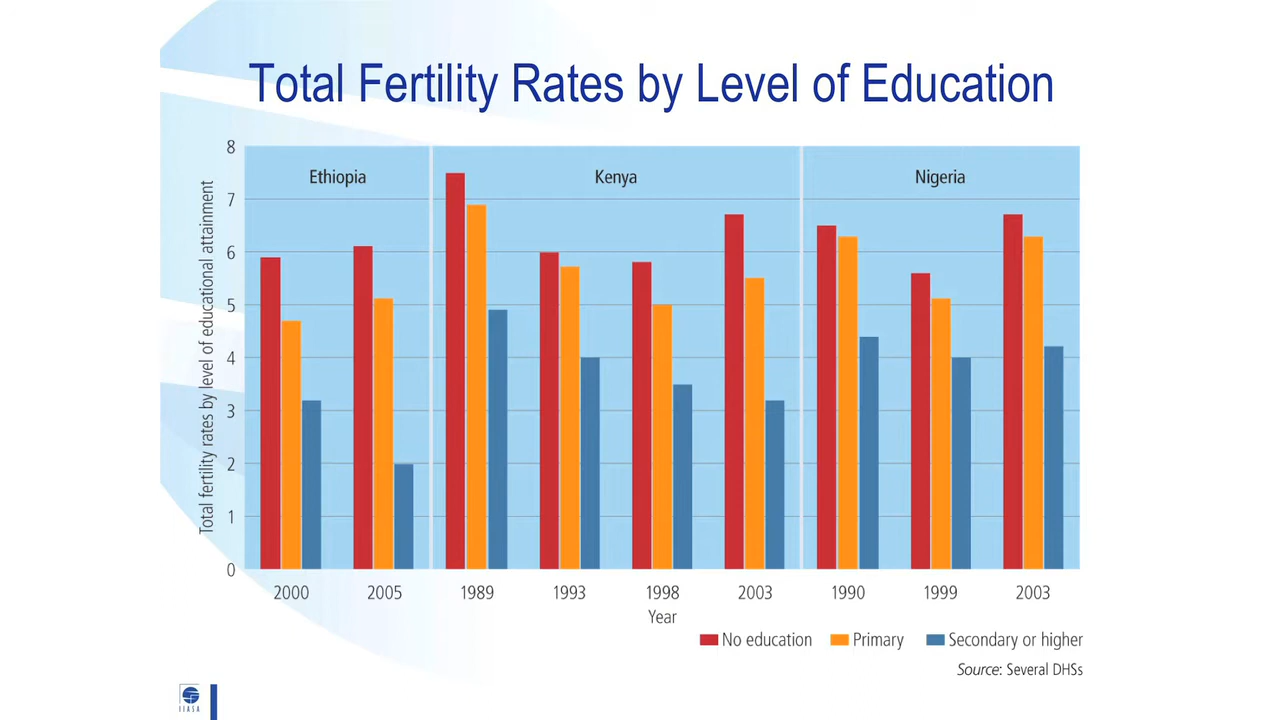 Total Fertility Rates by Level of Education
Total fertility rates by level of educational attainment
8
7
6
5
4
3
2
1
0
Ethiopia
Kenya
Nigeria
2000 2005 1989 1993 1998 2003 1990 1999 2003
Year
No education Primary Secondary or higher
Source: Several DHSs
IIASA